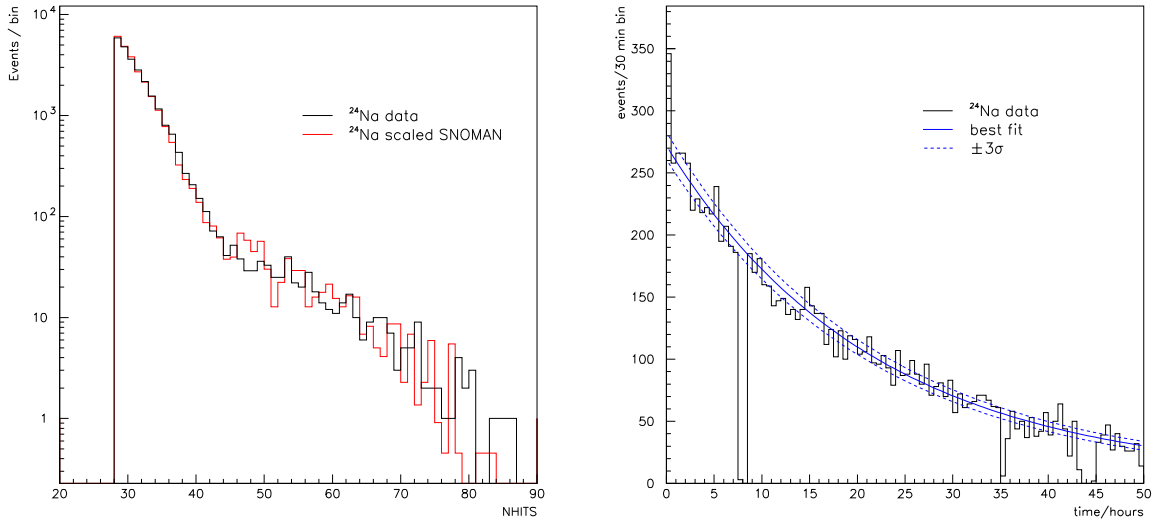 Events / bin
10⁴
10³
10²
10
1
20 30 40 50 60 70 80 90
NHITS
²⁴Na data
²⁴Na scaled SNOMAN
events/30 min bin
350
300
250
200
150
100
50
0
0 5 10 15 20 25 30 35 40 45 50
time/hours
²⁴Na data
best fit
±3σ